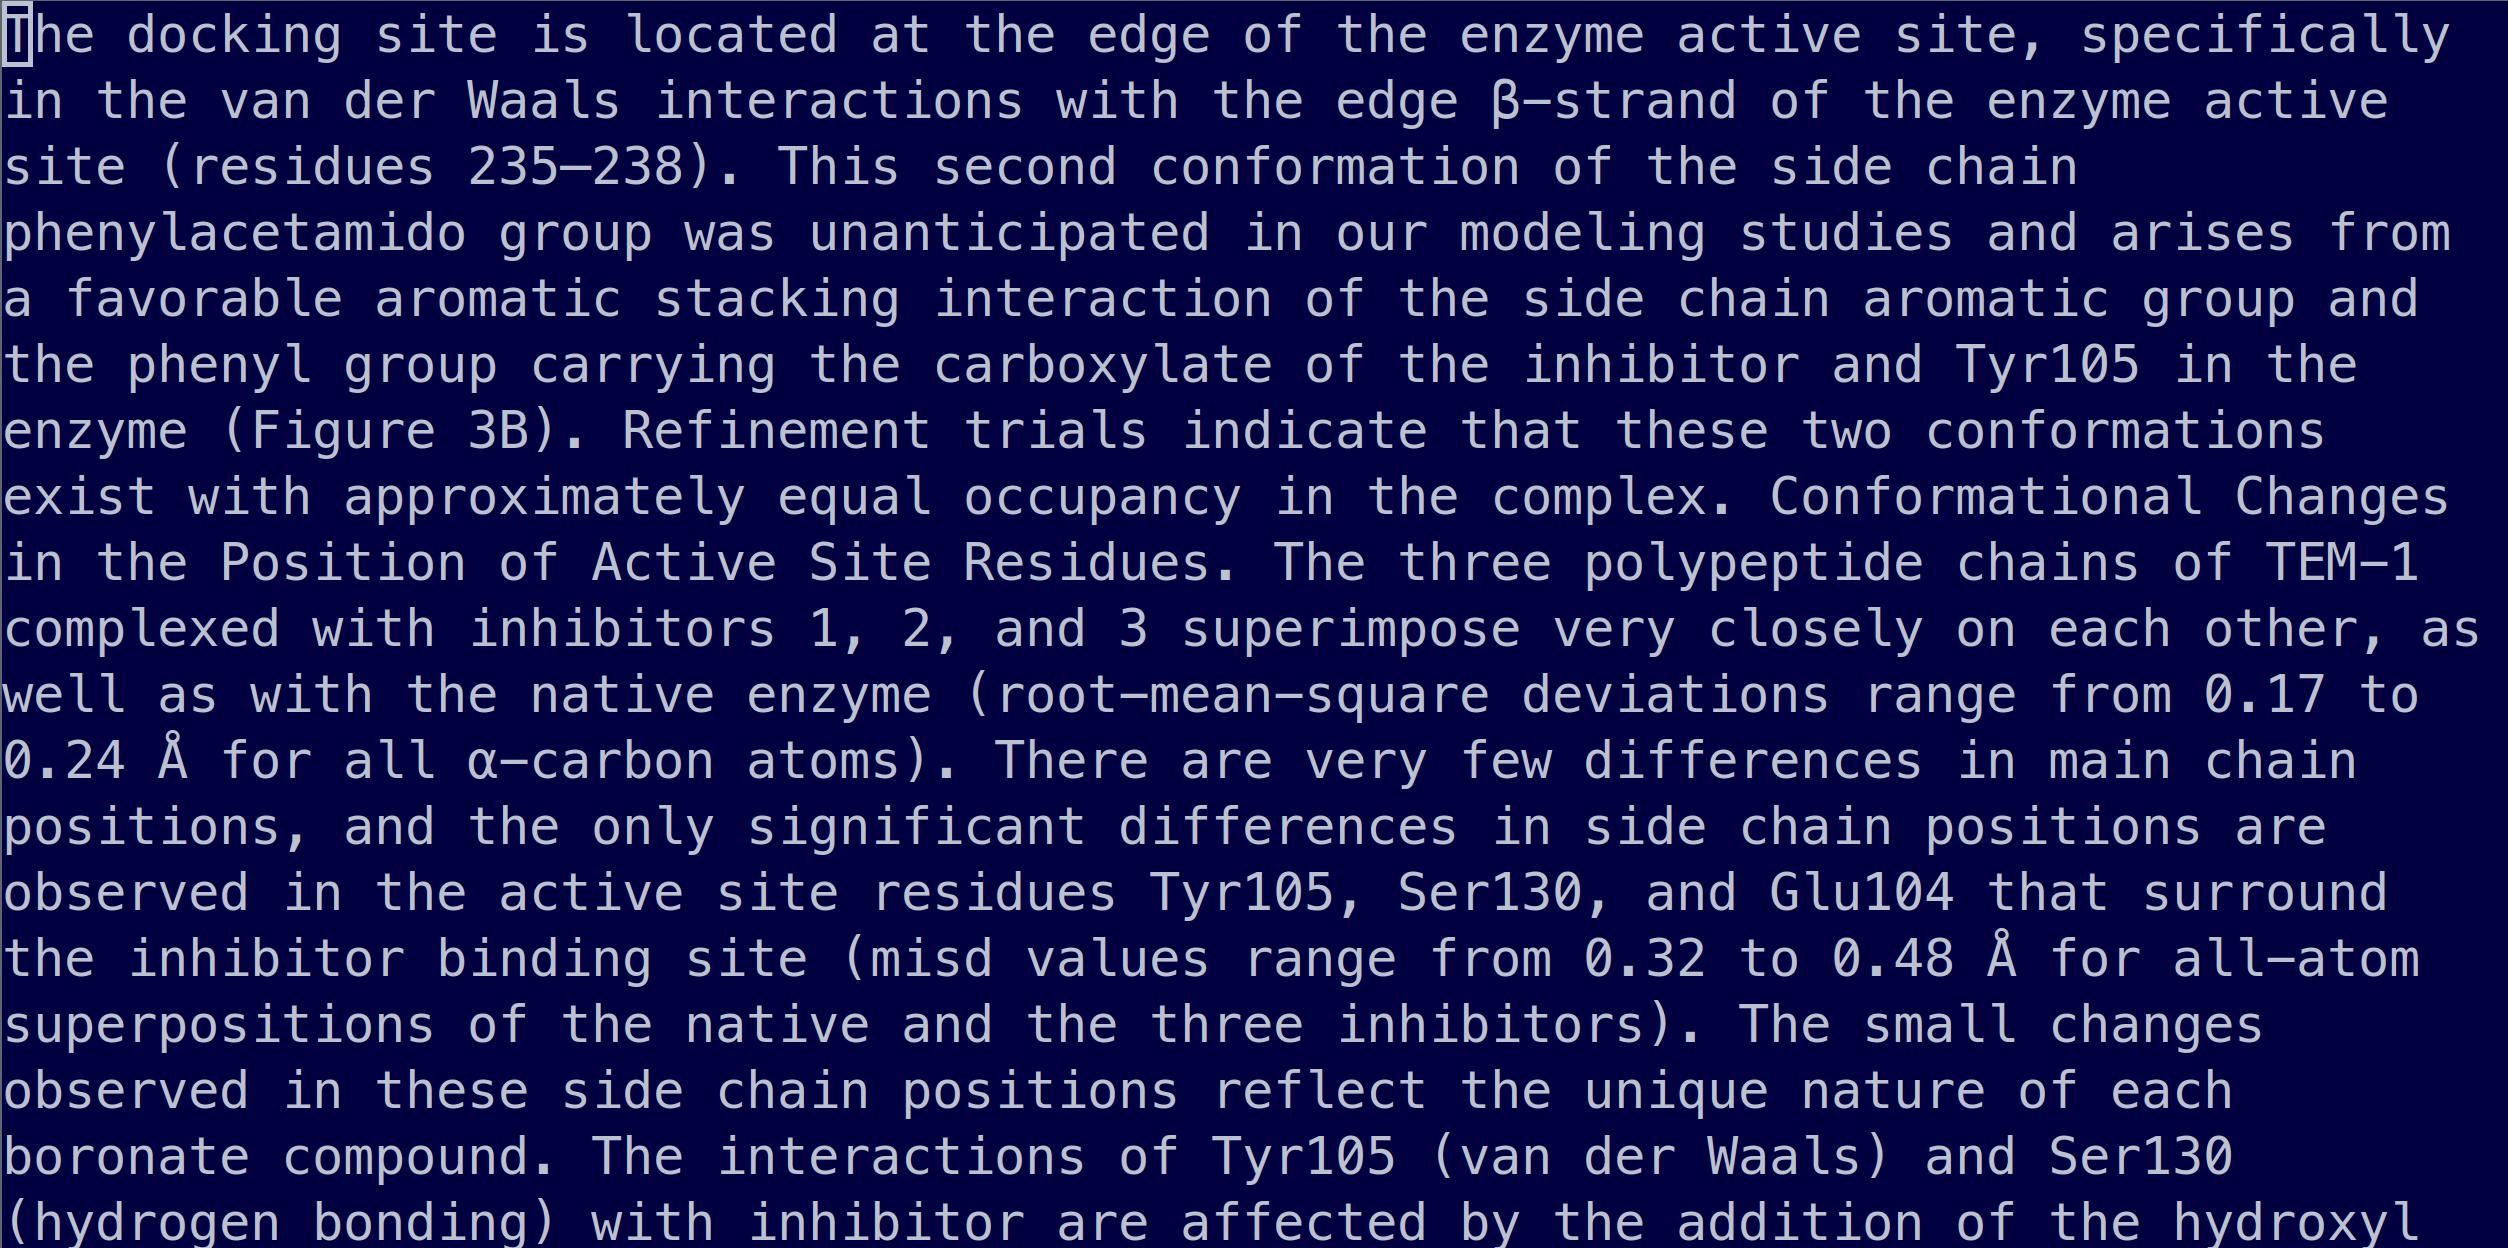 The docking site is located at the edge of the enzyme active site, specifically
in the van der Waals interactions with the edge β−strand of the enzyme active
site (residues 235–238). This second conformation of the side chain
phenylacetamido group was unanticipated in our modeling studies and arises from
a favorable aromatic stacking interaction of the side chain aromatic group and
the phenyl group carrying the carboxylate of the inhibitor and Tyr105 in the
enzyme (Figure 3B). Refinement trials indicate that these two conformations
exist with approximately equal occupancy in the complex. Conformational Changes
in the Position of Active Site Residues. The three polypeptide chains of TEM−1
complexed with inhibitors 1, 2, and 3 superimpose very closely on each other, as
well as with the native enzyme (root−mean−square deviations range from 0.17 to
0.24 Å for all α−carbon atoms). There are very few differences in main chain
positions, and the only significant differences in side chain positions are
observed in the active site residues Tyr105, Ser130, and Glu104 that surround
the inhibitor binding site (misd values range from 0.32 to 0.48 Å for all−atom
superpositions of the native and the three inhibitors). The small changes
observed in these side chain positions reflect the unique nature of each
boronate compound. The interactions of Tyr105 (van der Waals) and Ser130
(hydrogen bonding) with inhibitor are affected by the addition of the hydroxyl